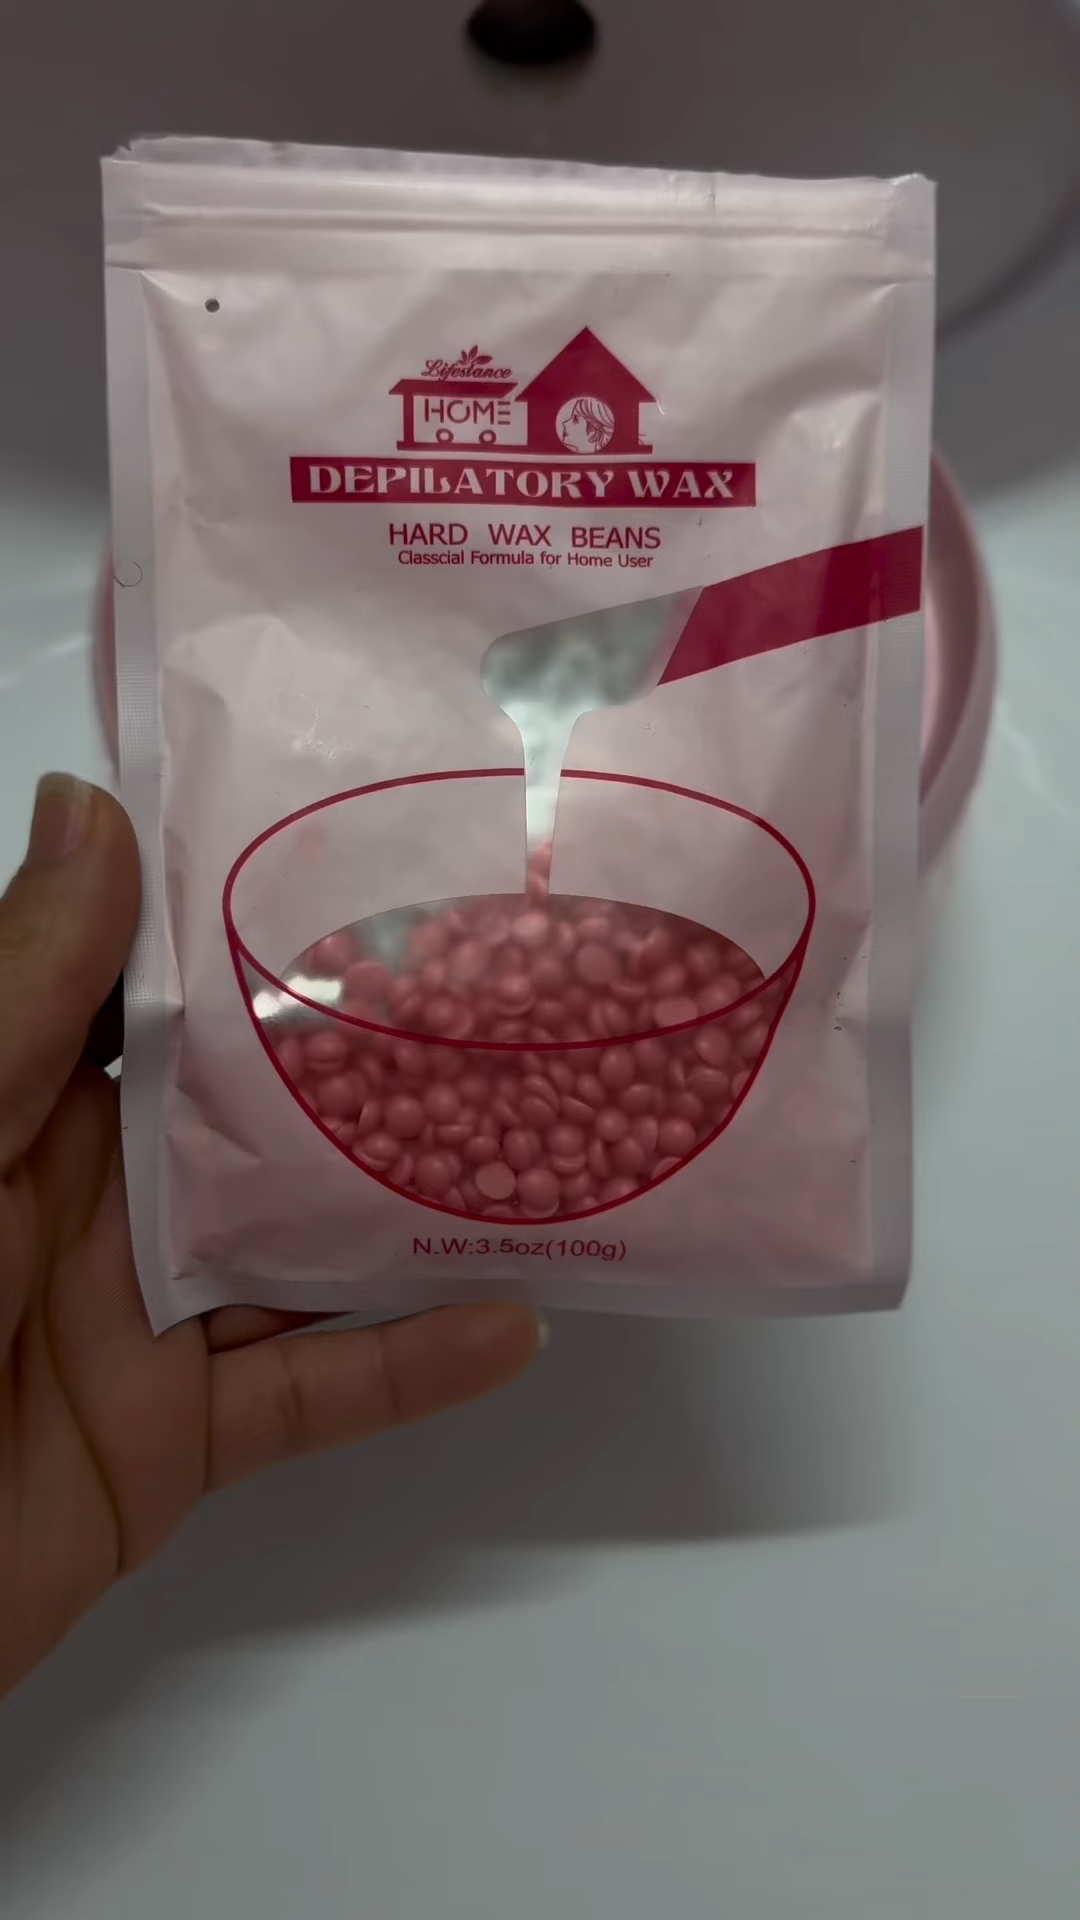 Lifestance
HOME
DEPILATORY WAX
HARD WAX BEANS
Classcial Formula for Home User
N.W:3.5oz(100g)